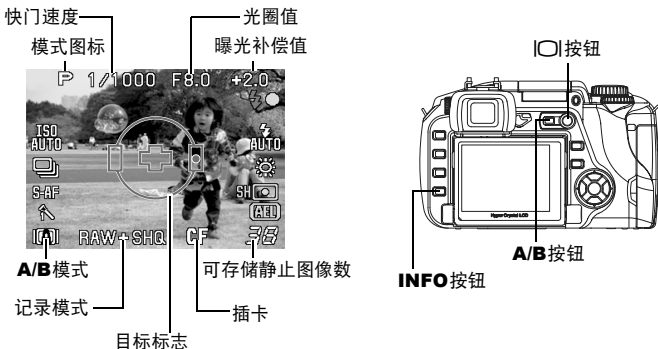 快门速度
光圈值
模式图标
曝光补偿值
P 1/1000 F8.0 +2.0
ISO
AUTO
AUTO
S-AF
SH
AEL
[A]
RAW+SHQ
CF
38
A/B模式
可存储静止图像数
记录模式
插卡
目标标志
|O|按钮
HyperCrystal LCD
A/B按钮
INFO按钮